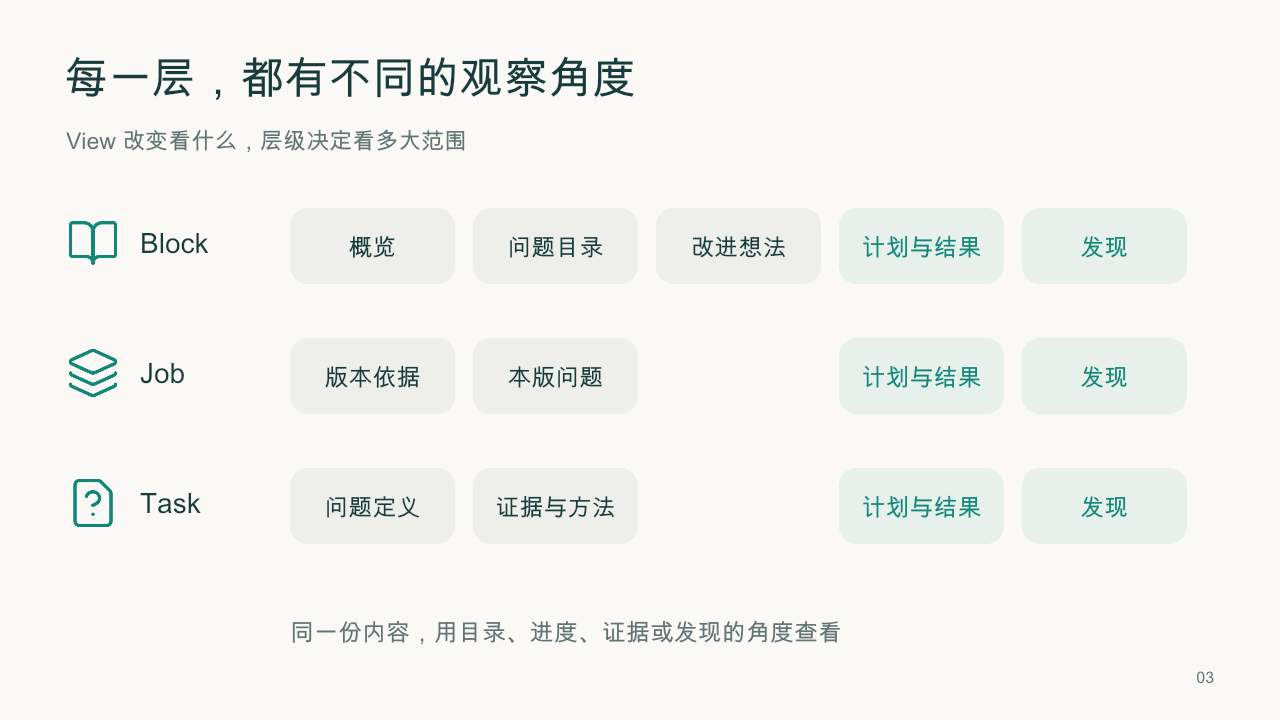 每一层，都有不同的观察角度
View 改变看什么，层级决定看多大范围
Block 概览 问题目录 改进想法 计划与结果 发现
Job 版本依据 本版问题 计划与结果 发现
Task 问题定义 证据与方法 计划与结果 发现
同一份内容，用目录、进度、证据或发现的角度查看
03